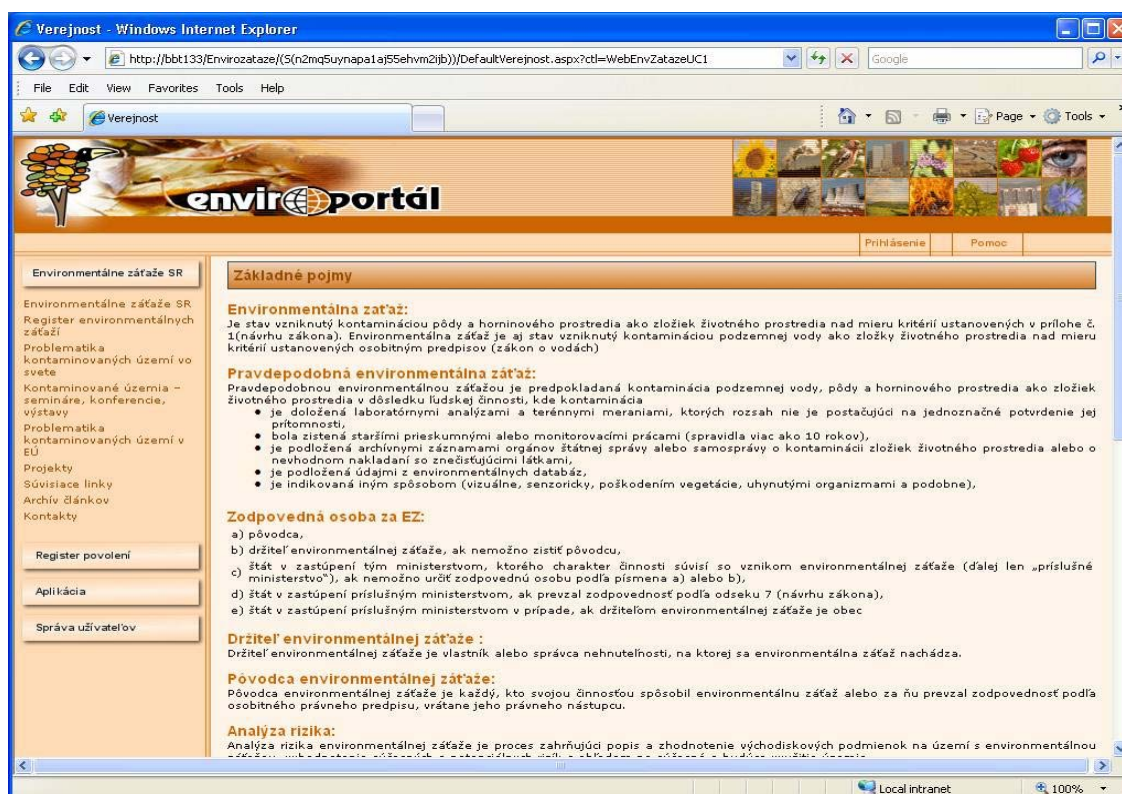 Verejnost - Windows Internet Explorer
http://bbt133/Envirozataze/(S(n2mq5uynapa1aj55ehvm2ijb))/DefaultVerejnost.aspx?ctl=WebEnvZatazeUC1
Google
File Edit View Favorites Tools Help
Verejnost
Page Tools
enviroportál
Prihlásenie Pomoc
Environmentálne záťaže SR
Environmentálne záťaže SR
Register environmentálnych
záťaží
Problematika
kontaminovaných území vo
svete
Kontaminované územia –
semináre, konferencie,
výstavy
Problematika
kontaminovaných území v
EÚ
Projekty
Súvisiace linky
Archív článkov
Kontakty
Register povolení
Aplikácia
Správa užívateľov
Základné pojmy
Environmentálna zaťaž:
Je stav vzniknutý kontamináciou pôdy a horninového prostredia ako zložiek životného prostredia nad mieru kritérií ustanovených v prílohe č.
1(návrhu zákona). Environmentálna záťaž je aj stav vzniknutý kontamináciou podzemnej vody ako zložky životného prostredia nad mieru
kritérií ustanovených osobitným predpisov (zákon o vodách)
Pravdepodobná environmentálna záťaž:
Pravdepodobnou environmentálnou záťažou je predpokladaná kontaminácia podzemnej vody, pôdy a horninového prostredia ako zložiek
životného prostredia v dôsledku ľudskej činnosti, kde kontaminácia
• je doložená laboratórnymi analýzami a terénnymi meraniami, ktorých rozsah nie je postačujúci na jednoznačné potvrdenie jej
prítomnosti,
• bola zistená staršími prieskumnými alebo monitorovacími prácami (spravidla viac ako 10 rokov),
• je podložená archívnymi záznamami orgánov štátnej správy alebo samosprávy o kontaminácii zložiek životného prostredia alebo o
nevhodnom nakladaní so znečisťujúcimi látkami,
• je podložená údajmi z environmentálnych databáz,
• je indikovaná iným spôsobom (vizuálne, senzoricky, poškodením vegetácie, uhynutými organizmami a podobne),
Zodpovedná osoba za EZ:
a) pôvodca,
b) držiteľ environmentálnej záťaže, ak nemožno zistiť pôvodcu,
c) štát v zastúpení tým ministerstvom, ktorého charakter činnosti súvisí so vznikom environmentálnej záťaže (ďalej len „príslušné
ministerstvo“), ak nemožno určiť zodpovednú osobu podľa písmena a) alebo b),
d) štát v zastúpení príslušným ministerstvom, ak prevzal zodpovednosť podľa odseku 7 (návrhu zákona),
e) štát v zastúpení príslušným ministerstvom v prípade, ak držiteľom environmentálnej záťaže je obec
Držiteľ environmentálnej záťaže :
Držiteľ environmentálnej záťaže je vlastník alebo správca nehnuteľnosti, na ktorej sa environmentálna záťaž nachádza.
Pôvodca environmentálnej záťaže:
Pôvodca environmentálnej záťaže je každý, kto svojou činnosťou spôsobil environmentálnu záťaž alebo za ňu prevzal zodpovednosť podľa
osobitného právneho predpisu, vrátane jeho právneho nástupcu.
Analýza rizika:
Analýza rizika environmentálnej záťaže je proces zahrňujúci popis a zhodnotenie východiskových podmienok na území s environmentálnou
Local intranet 100%